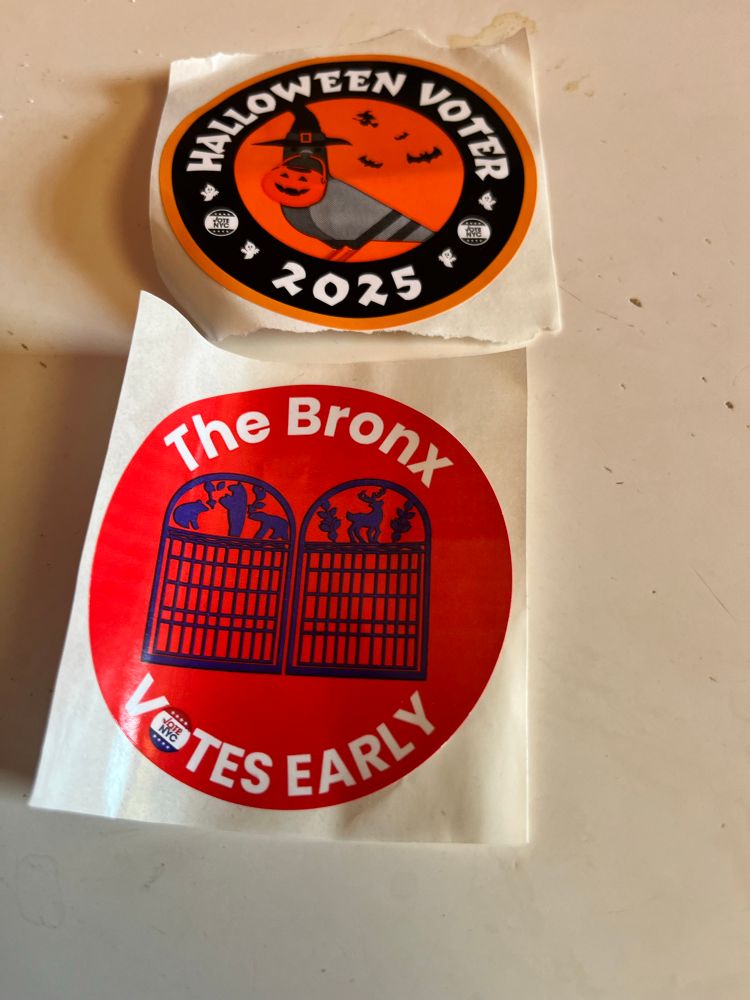 HALLOWEEN VOTER
VOTE
NYC
VOTE
NYC
2025
The Bronx
VOTES EARLY
VOTE
NYC